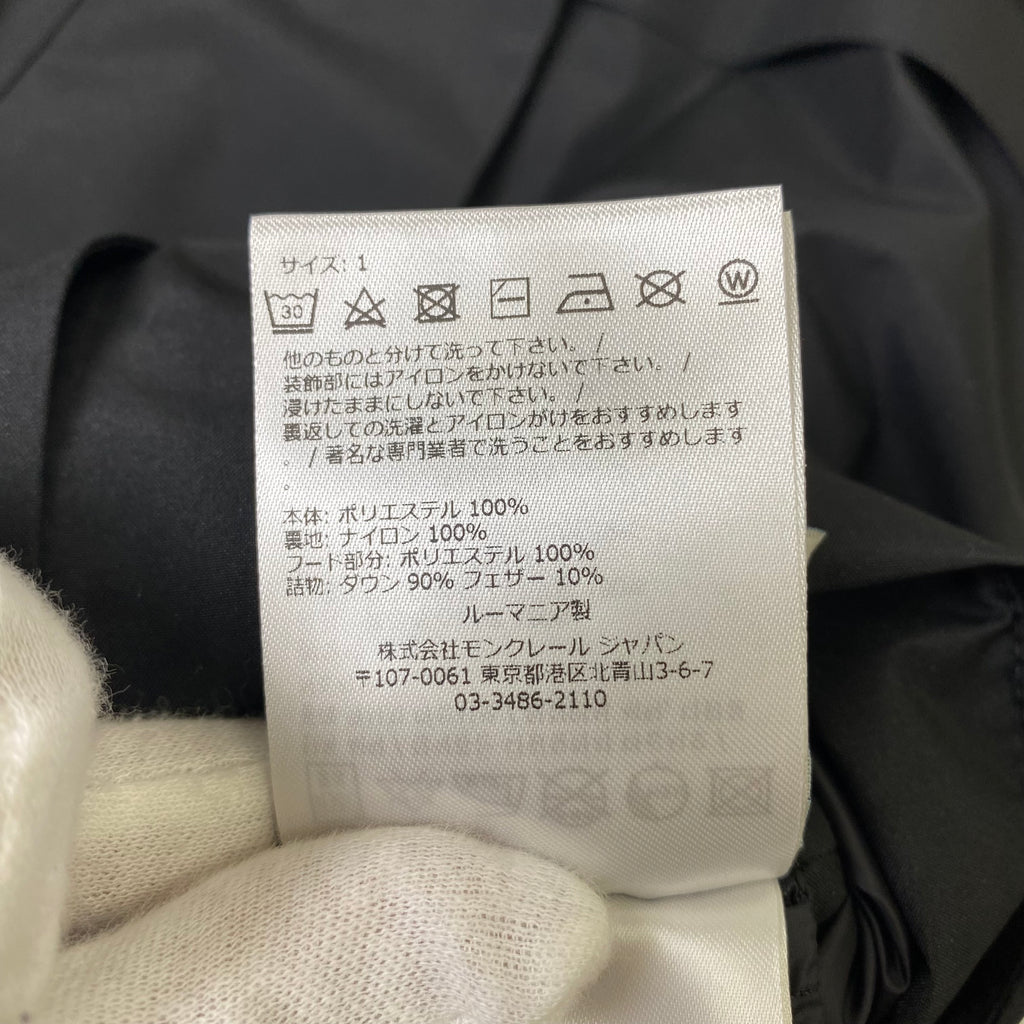 サイズ: 1
30
W
他のものと分けて洗って下さい。 /
装飾部にはアイロンをかけないで下さい。 /
浸けたままにしないで下さい。 /
裏返しての洗濯とアイロンがけをおすすめします
。 / 著名な専門業者で洗うことをおすすめします
。
本体: ポリエステル 100%
裏地: ナイロン 100%
フード部分: ポリエステル 100%
詰物: ダウン 90% フェザー 10%
ルーマニア製
株式会社モンクレール ジャパン
〒107-0061 東京都港区北青山3-6-7
03-3486-2110